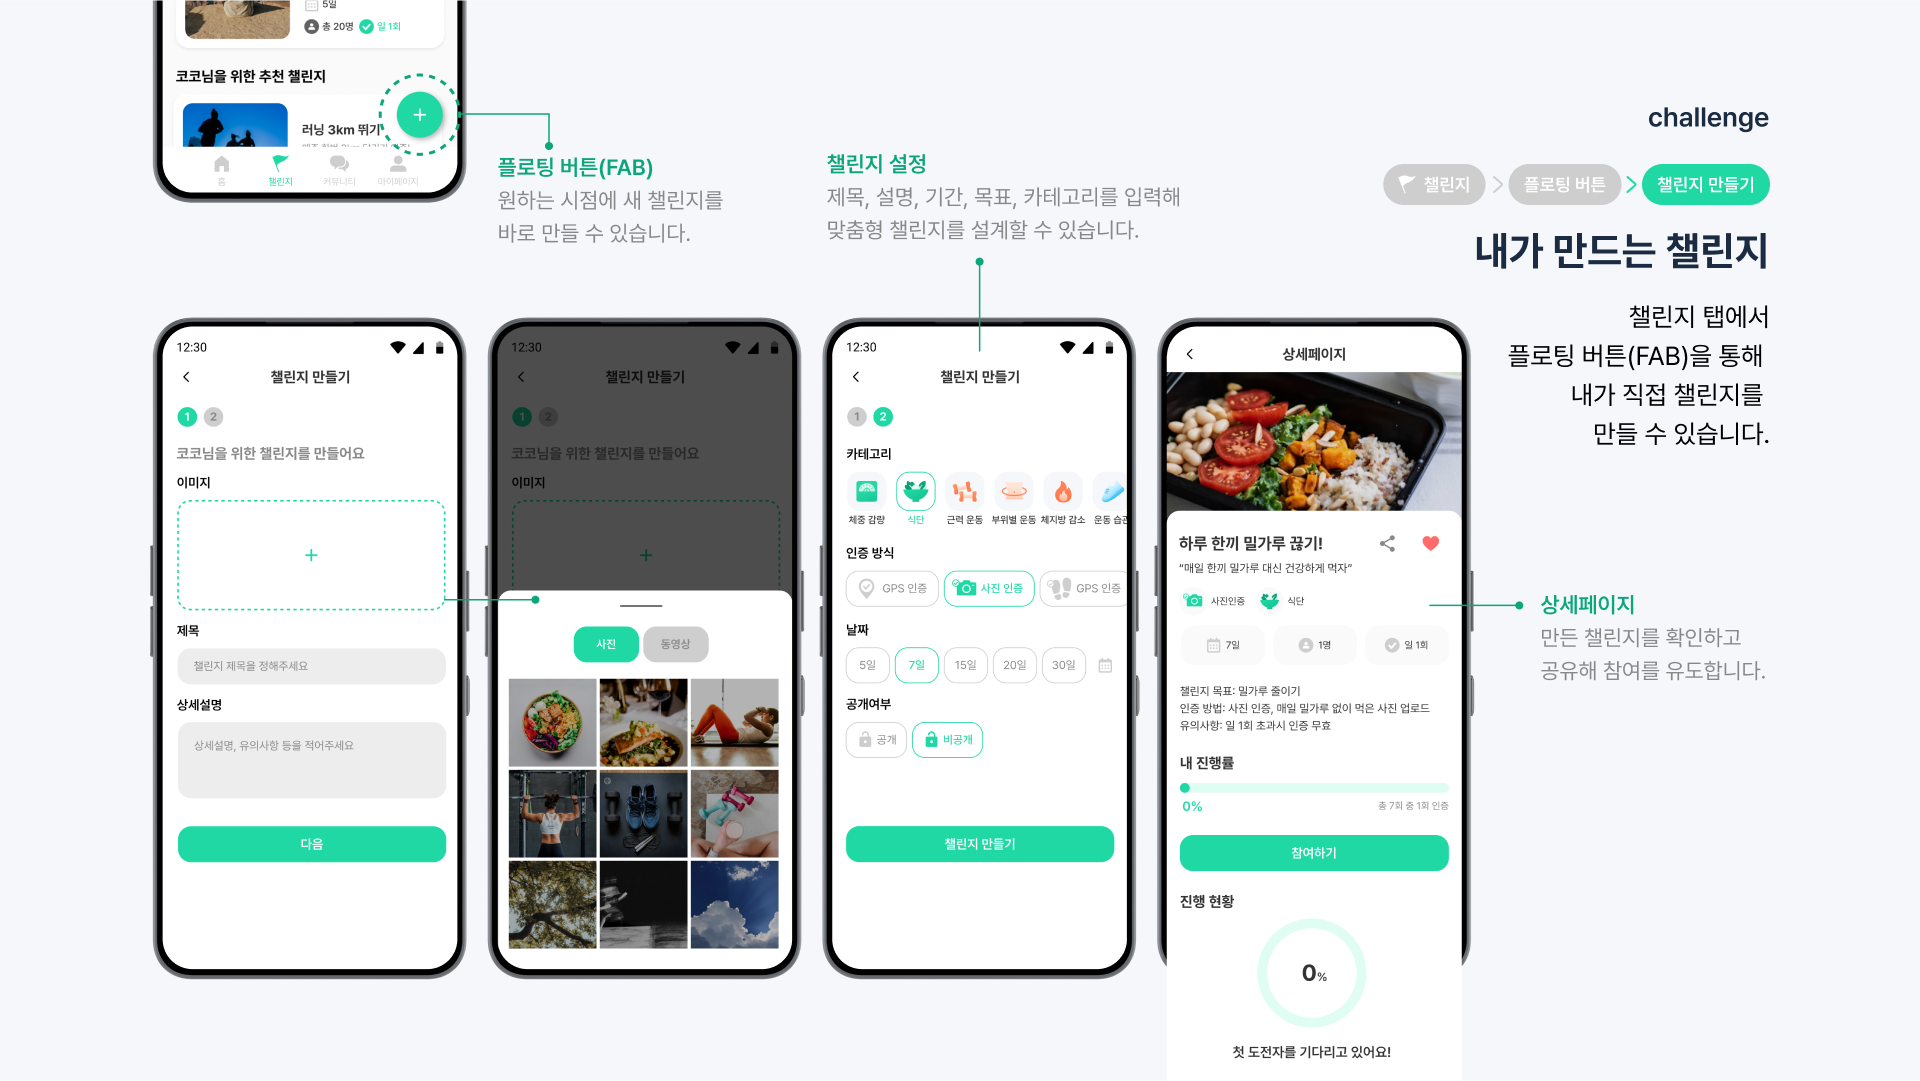 5일
총 20명 일 1회
코코님을 위한 추천 챌린지
러닝 3km 뛰기
홈 챌린지 커뮤니티 마이페이지
플로팅 버튼(FAB)
원하는 시점에 새 챌린지를
바로 만들 수 있습니다.
챌린지 설정
제목, 설명, 기간, 목표, 카테고리를 입력해
맞춤형 챌린지를 설계할 수 있습니다.
challenge
챌린지 플로팅 버튼 챌린지 만들기
내가 만드는 챌린지
챌린지 탭에서
플로팅 버튼(FAB)을 통해
내가 직접 챌린지를
만들 수 있습니다.
12:30
챌린지 만들기
1 2
코코님을 위한 챌린지를 만들어요
이미지
+
제목
챌린지 제목을 정해주세요
상세설명
상세설명, 유의사항 등을 적어주세요
다음
12:30
챌린지 만들기
1 2
코코님을 위한 챌린지를 만들어요
이미지
+
사진 동영상
12:30
챌린지 만들기
1 2
카테고리
체중 감량 식단 근력 운동 부위별 운동 체지방 감소 운동 습관
인증 방식
GPS 인증 사진 인증 GPS 인증
날짜
5일 7일 15일 20일 30일
공개여부
공개 비공개
챌린지 만들기
상세페이지
하루 한끼 밀가루 끊기!
“매일 한끼 밀가루 대신 건강하게 먹자”
사진인증 식단
7일 1명 일 1회
챌린지 목표: 밀가루 줄이기
인증 방법: 사진 인증, 매일 밀가루 없이 먹은 사진 업로드
유의사항: 일 1회 초과시 인증 무효
내 진행률
0% 총 7회 중 1회 인증
참여하기
진행 현황
0%
첫 도전자를 기다리고 있어요!
상세페이지
만든 챌린지를 확인하고
공유해 참여를 유도합니다.